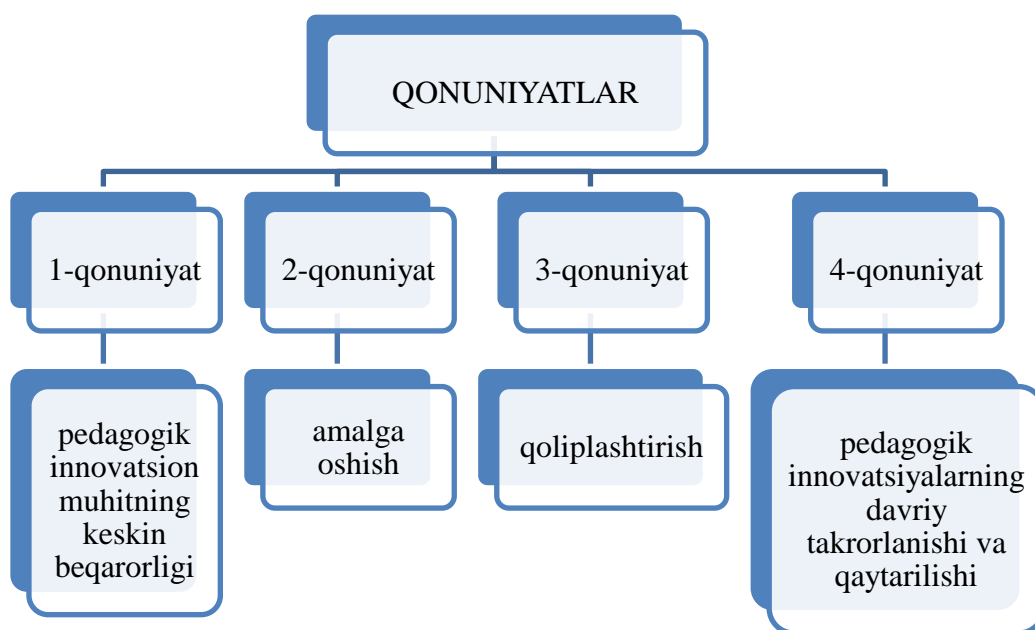 QONUNIYATLAR
1-qonuniyat
2-qonuniyat
3-qonuniyat
4-qonuniyat
pedagogik
innovatsion
muhitning
keskin
beqarorligi
amalga
oshish
qoliplashtirish
pedagogik
innovatsiyalarning
davriy
takrorlanishi va
qaytarilishi